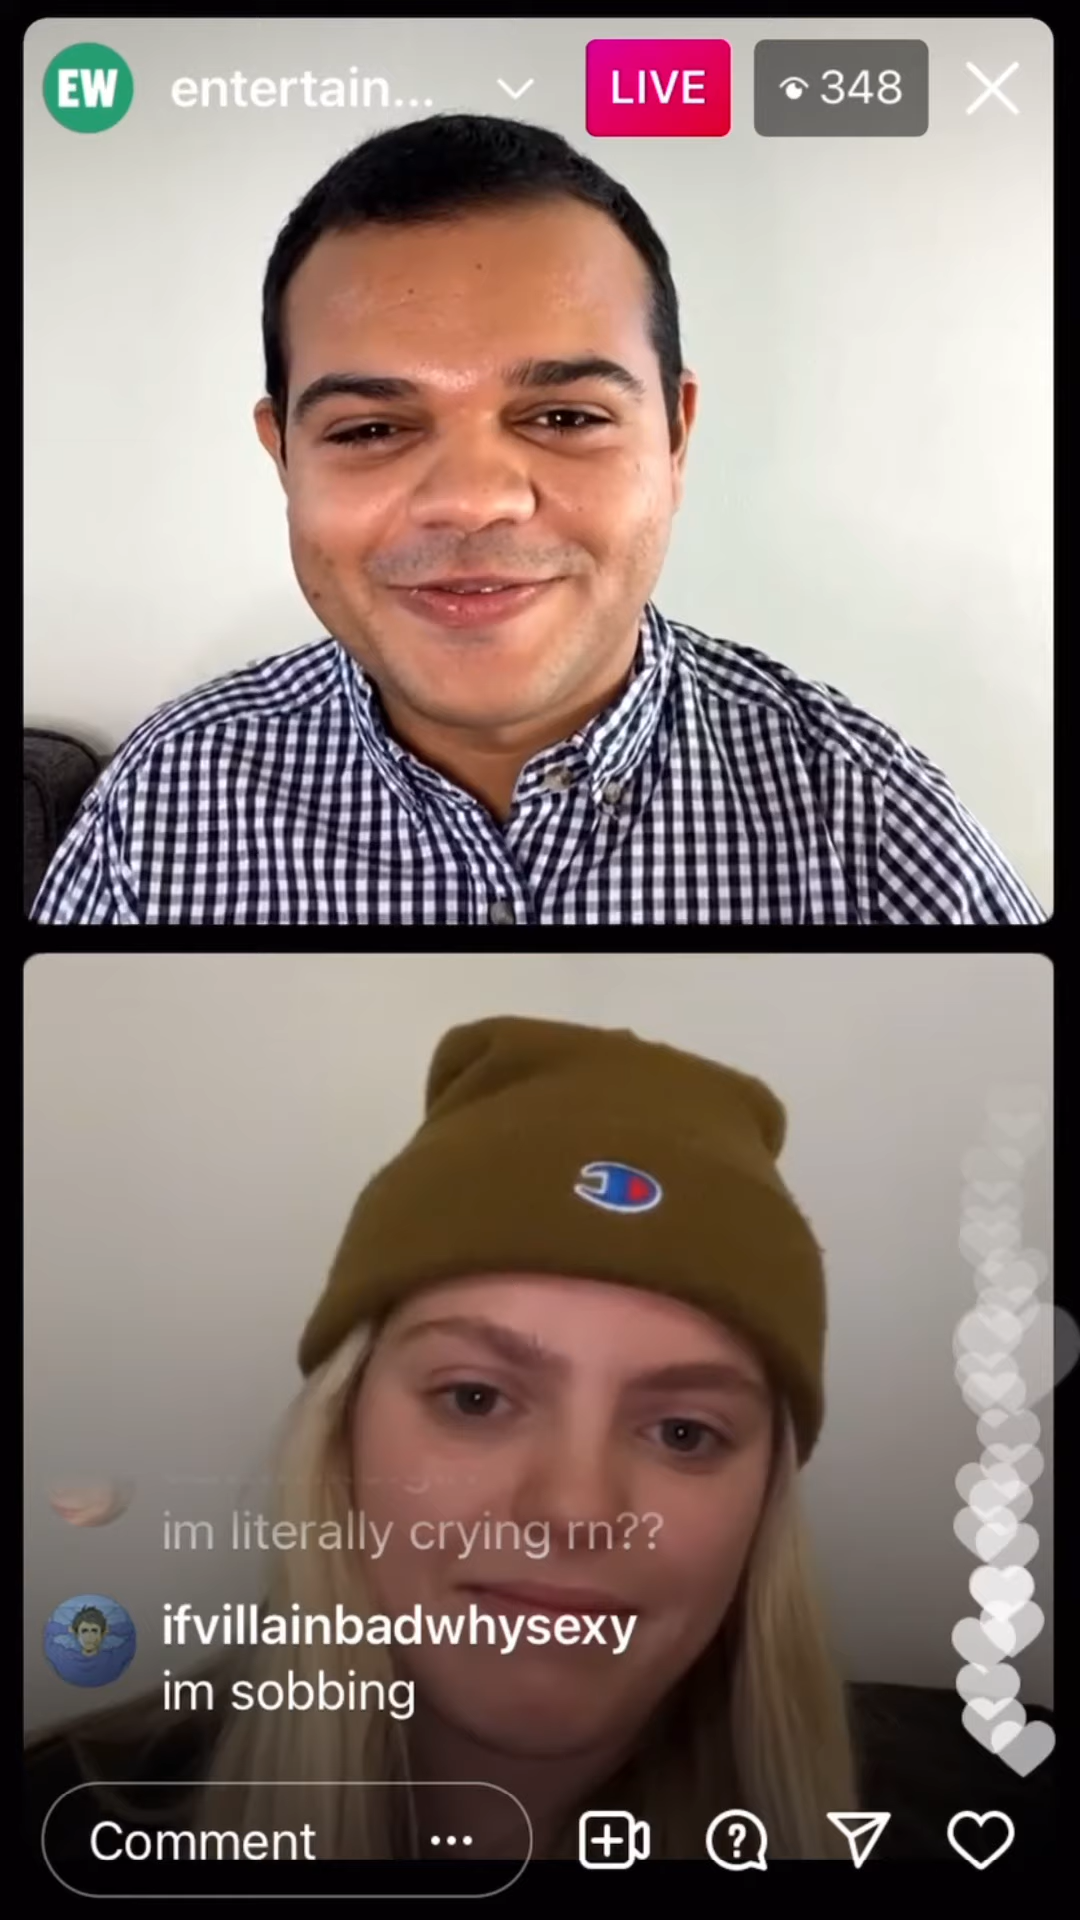 EW
entertain...
LIVE
348
im literally crying rn??
ifvillainbadwhysexy
im sobbing
Comment